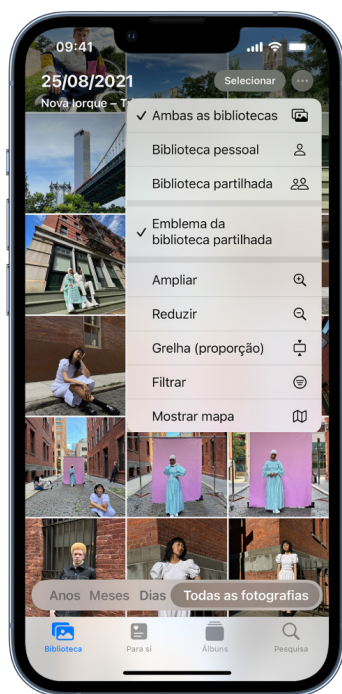 09:41
25/08/2021
Selecionar
Nova Iorque – T
Ambas as bibliotecas
Biblioteca pessoal
Biblioteca partilhada
Emblema da
biblioteca partilhada
Ampliar
Reduzir
Grelha (proporção)
Filtrar
Mostrar mapa
Anos Meses Dias Todas as fotografias
Biblioteca Para si Álbuns Pesquisa